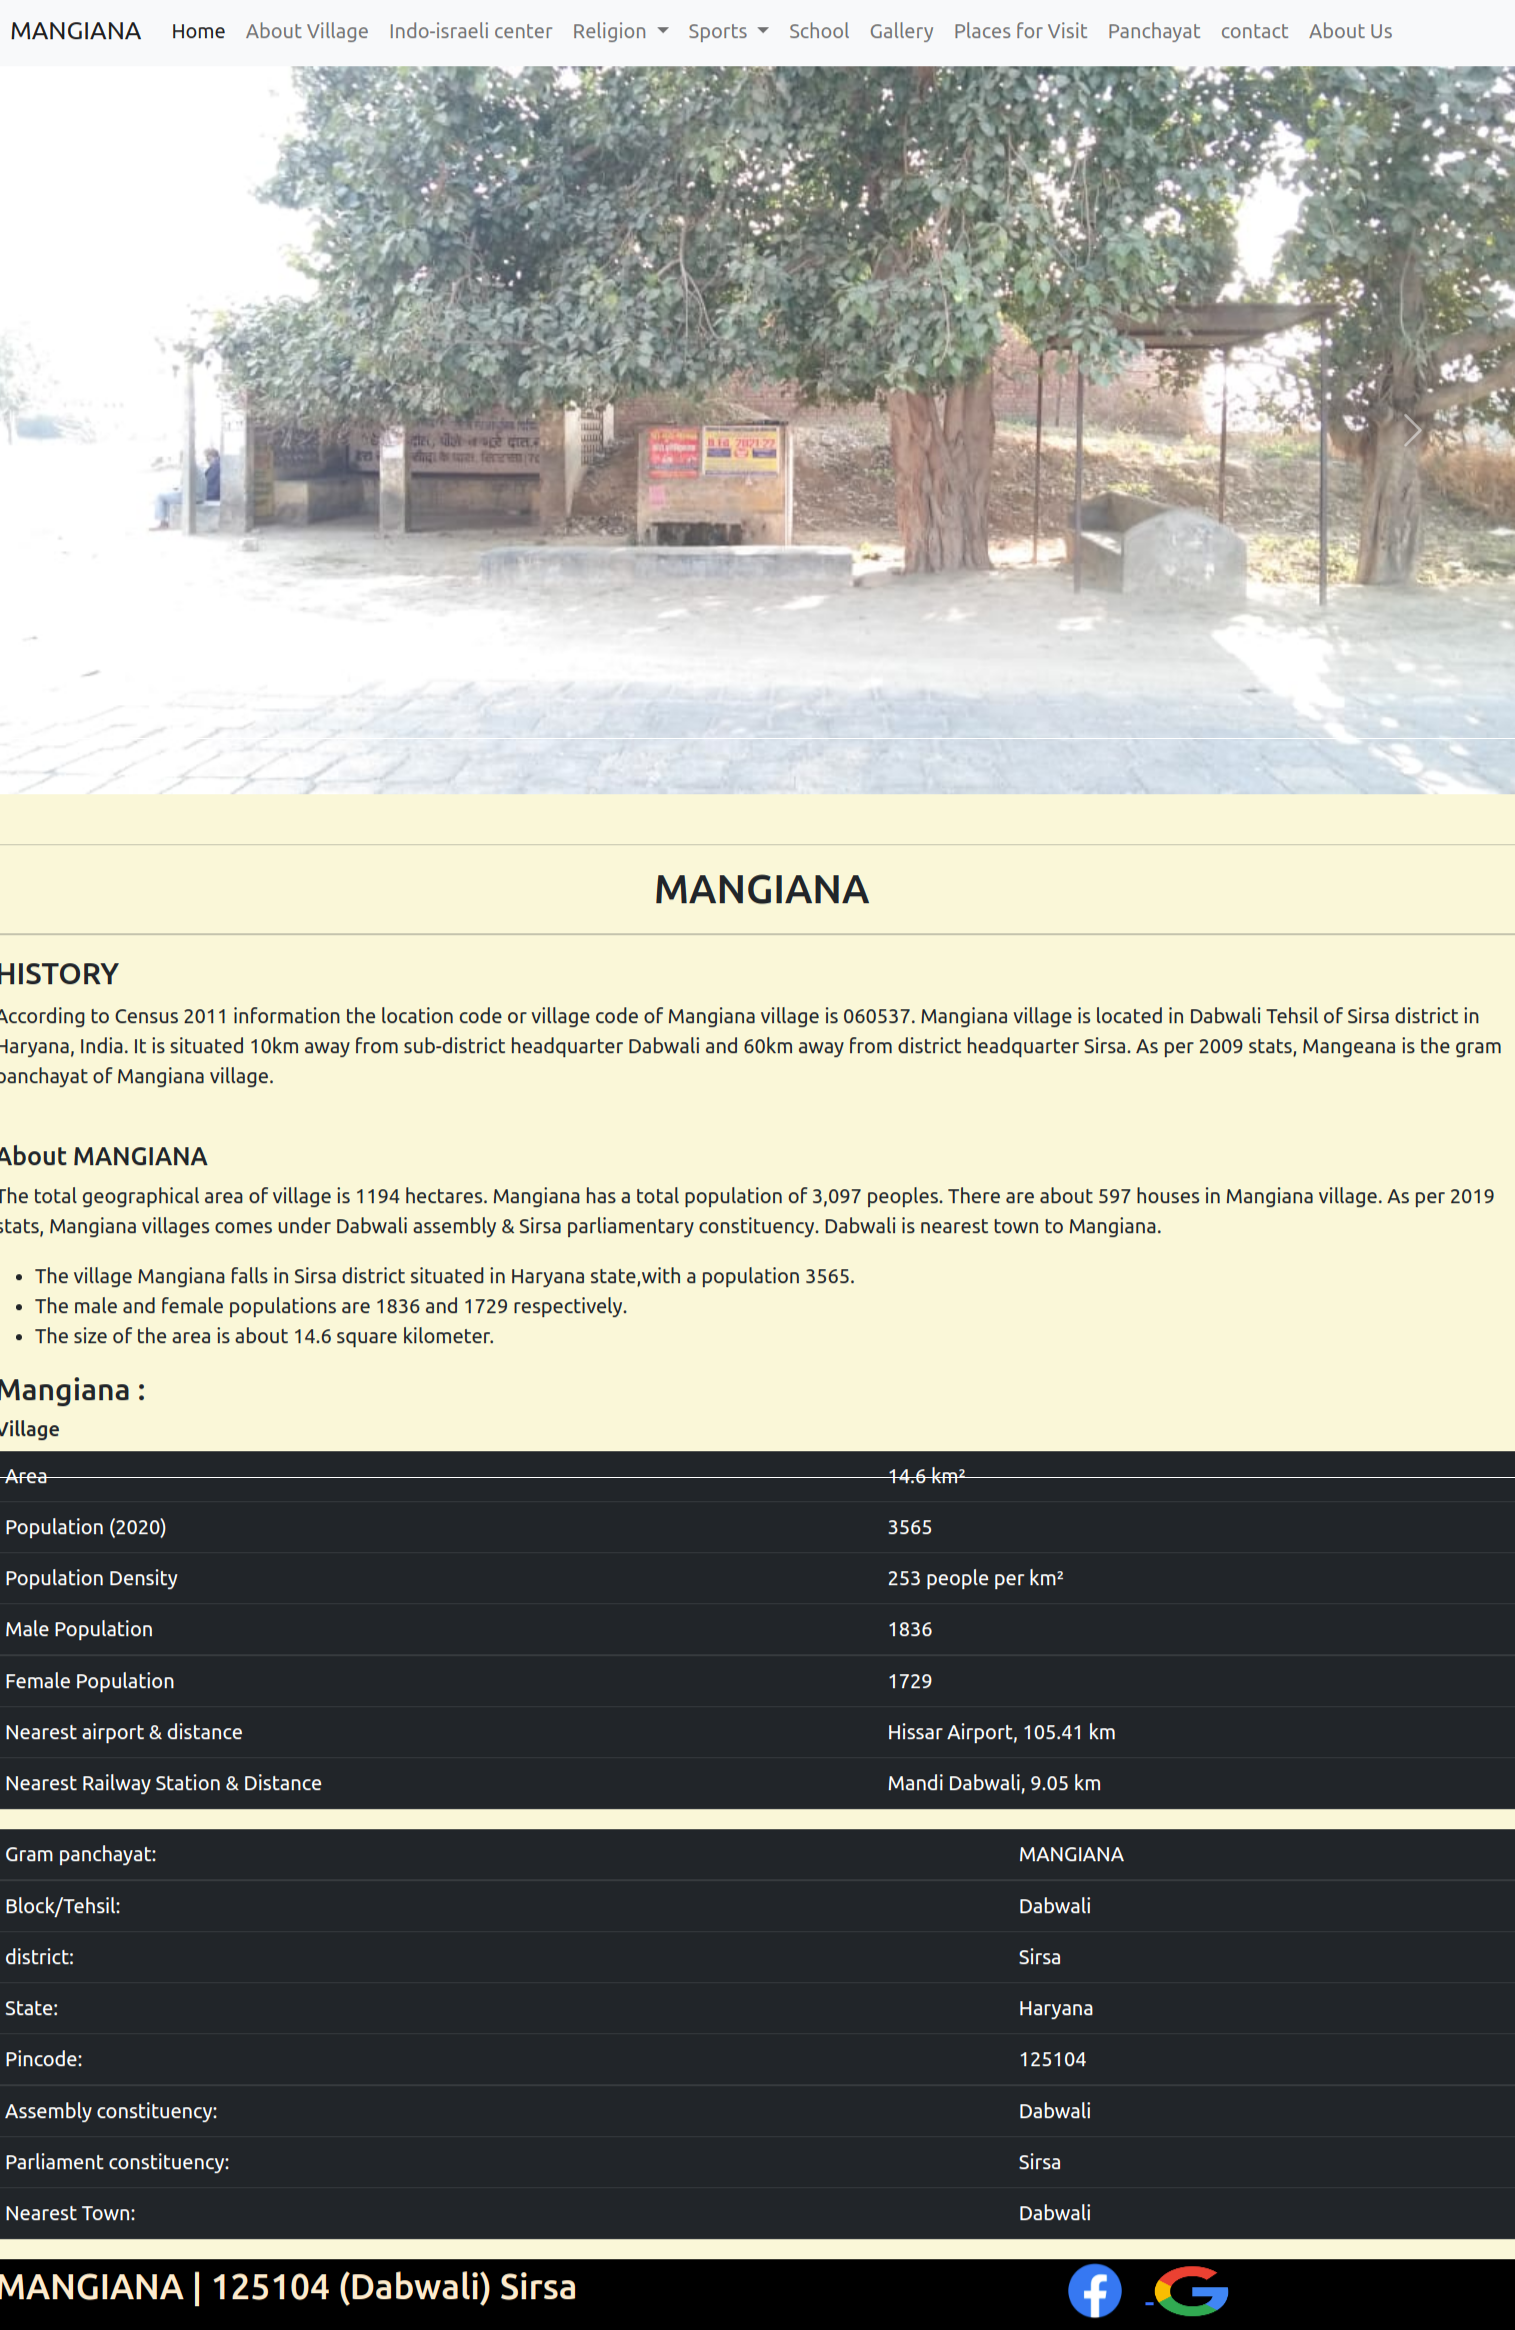 MANGIANA Home About Village Indo-israeli center Religion Sports School Gallery Places for Visit Panchayat contact About Us
B.Ed. 2021-22
MANGIANA
HISTORY
According to Census 2011 information the location code or village code of Mangiana village is 060537. Mangiana village is located in Dabwali Tehsil of Sirsa district in
Haryana, India. It is situated 10km away from sub-district headquarter Dabwali and 60km away from district headquarter Sirsa. As per 2009 stats, Mangeana is the gram
panchayat of Mangiana village.
About MANGIANA
The total geographical area of village is 1194 hectares. Mangiana has a total population of 3,097 peoples. There are about 597 houses in Mangiana village. As per 2019
stats, Mangiana villages comes under Dabwali assembly & Sirsa parliamentary constituency. Dabwali is nearest town to Mangiana.
• The village Mangiana falls in Sirsa district situated in Haryana state,with a population 3565.
• The male and female populations are 1836 and 1729 respectively.
• The size of the area is about 14.6 square kilometer.
Mangiana :
Village
Area 14.6 km²
Population (2020) 3565
Population Density 253 people per km²
Male Population 1836
Female Population 1729
Nearest airport & distance Hissar Airport, 105.41 km
Nearest Railway Station & Distance Mandi Dabwali, 9.05 km
Gram panchayat: MANGIANA
Block/Tehsil: Dabwali
district: Sirsa
State: Haryana
Pincode: 125104
Assembly constituency: Dabwali
Parliament constituency: Sirsa
Nearest Town: Dabwali
MANGIANA | 125104 (Dabwali) Sirsa